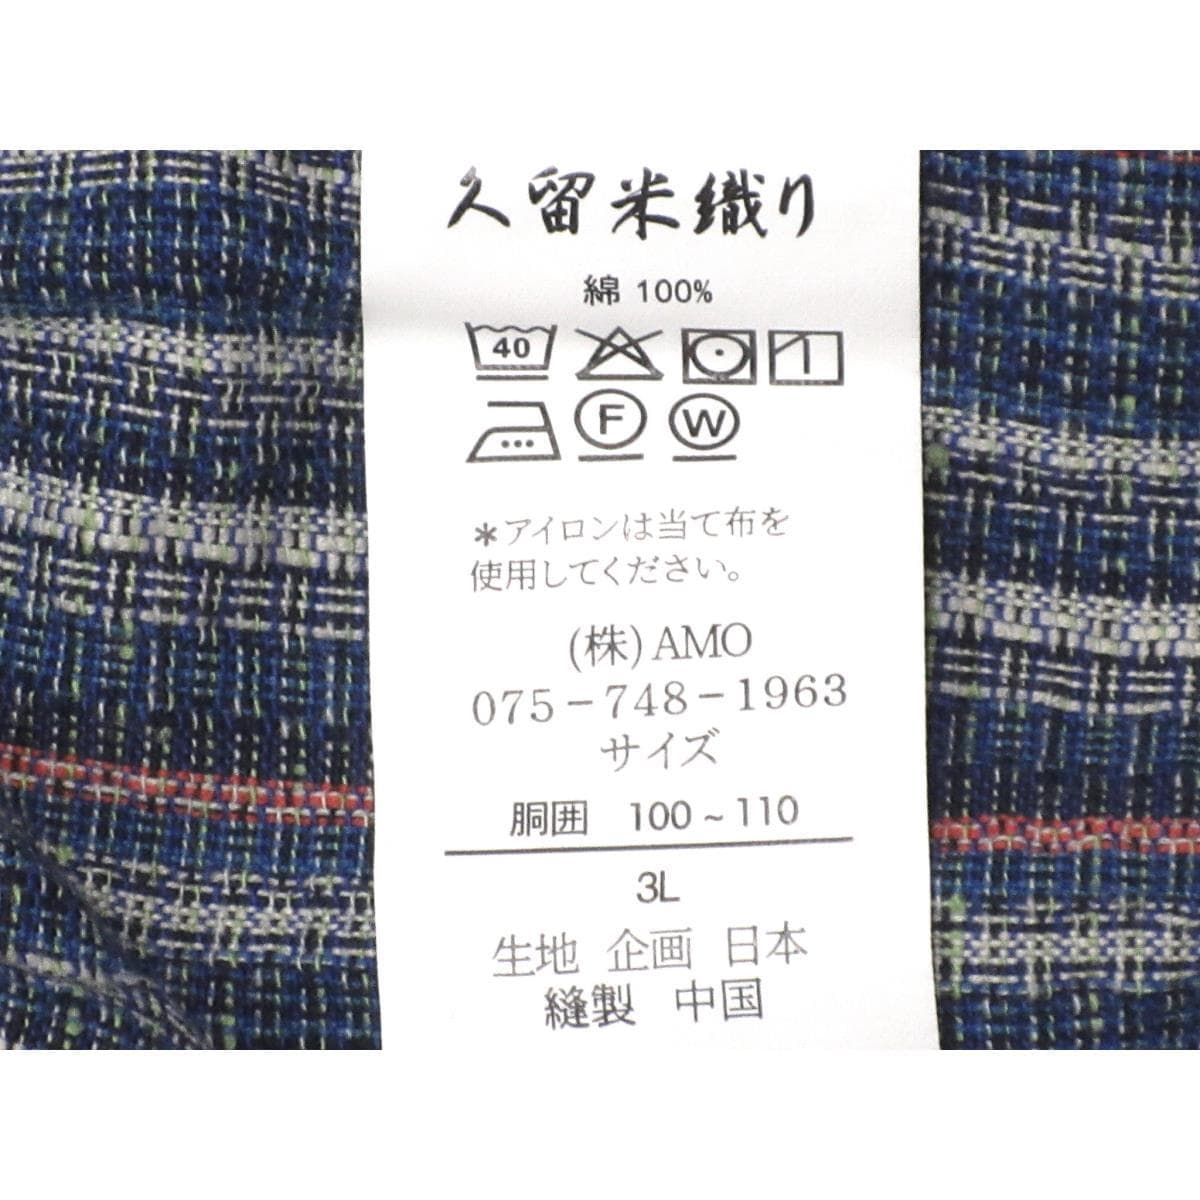 久留米織り
綿 100%
40
F W
＊アイロンは当て布を
使用してください。
(株)AMO
075-748-1963
サイズ
胴囲 100~110
3L
生地 企画 日本
縫製 中国